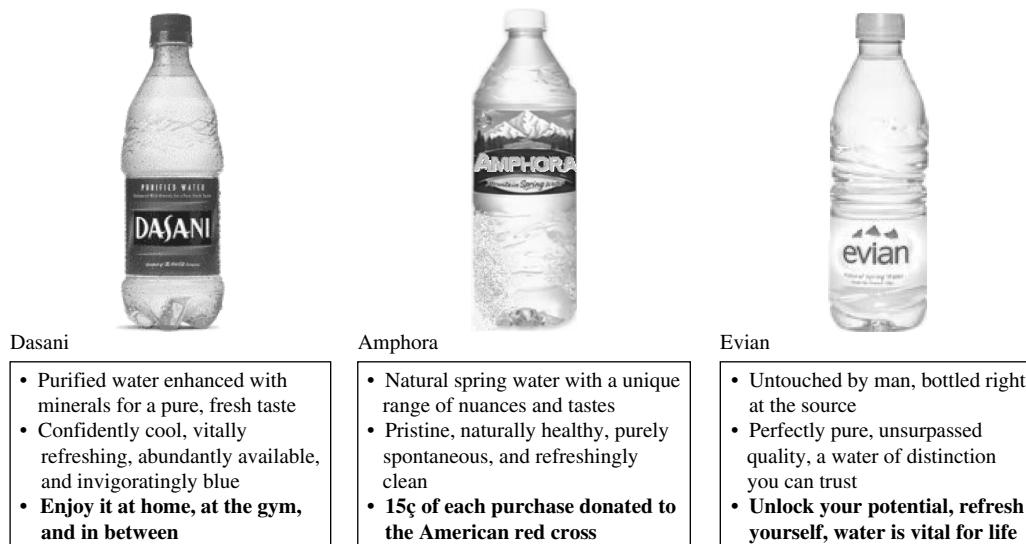 PURIFIED WATER
DASANI
AMPHORA
Mountain Spring Water
evian
Natural Spring Water
Dasani
• Purified water enhanced with
minerals for a pure, fresh taste
• Confidently cool, vitally
refreshing, abundantly available,
and invigoratingly blue
• Enjoy it at home, at the gym,
and in between
Amphora
• Natural spring water with a unique
range of nuances and tastes
• Pristine, naturally healthy, purely
spontaneous, and refreshingly
clean
• 15ç of each purchase donated to
the American red cross
Evian
• Untouched by man, bottled right
at the source
• Perfectly pure, unsurpassed
quality, a water of distinction
you can trust
• Unlock your potential, refresh
yourself, water is vital for life